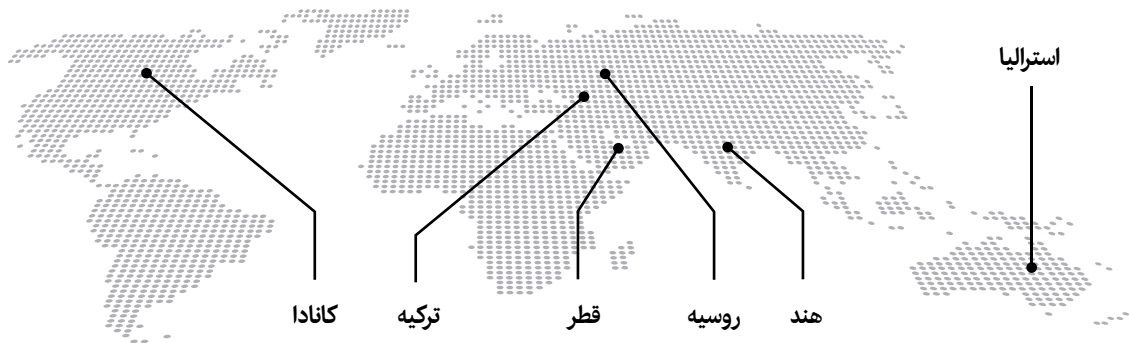 استرالیا
هند
روسیه
قطر
ترکیه
کانادا